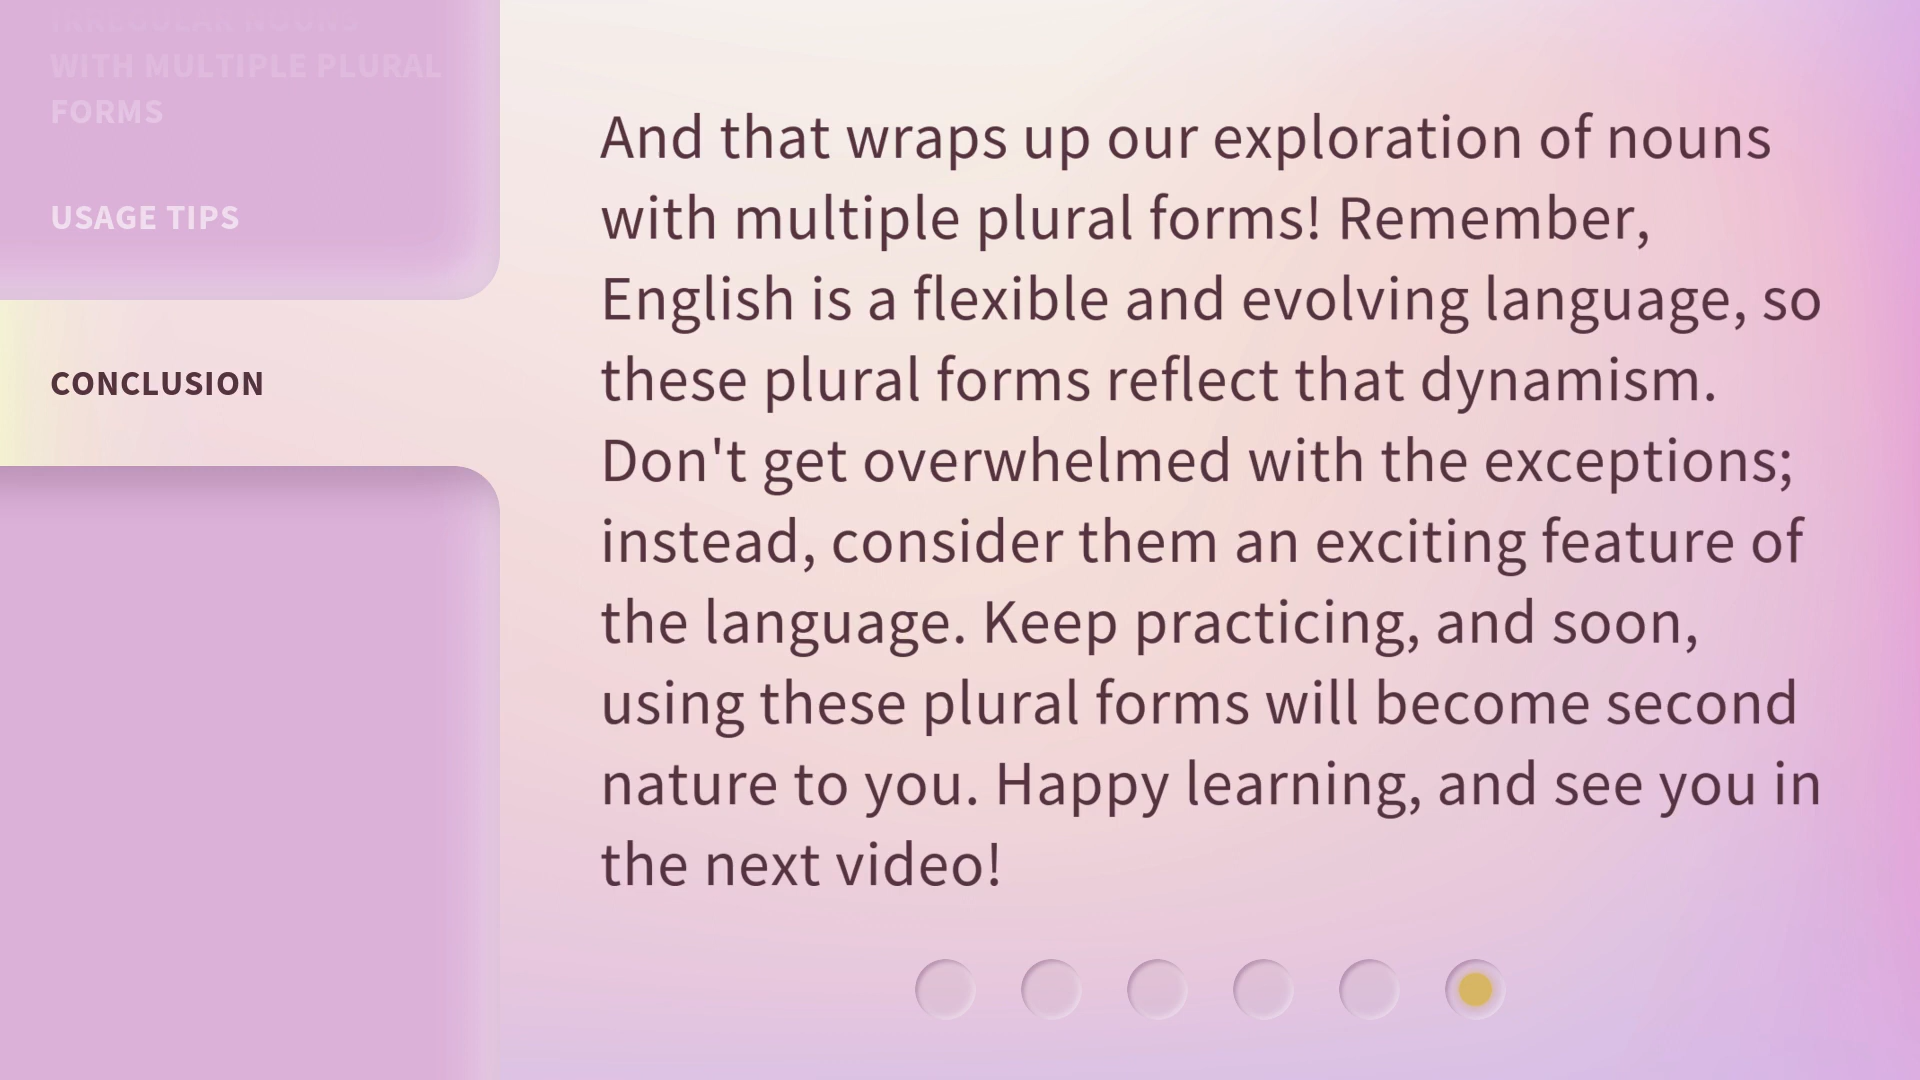 IRREGULAR NOUNS
WITH MULTIPLE PLURAL
FORMS
USAGE TIPS
CONCLUSION
And that wraps up our exploration of nouns
with multiple plural forms! Remember,
English is a flexible and evolving language, so
these plural forms reflect that dynamism.
Don't get overwhelmed with the exceptions;
instead, consider them an exciting feature of
the language. Keep practicing, and soon,
using these plural forms will become second
nature to you. Happy learning, and see you in
the next video!